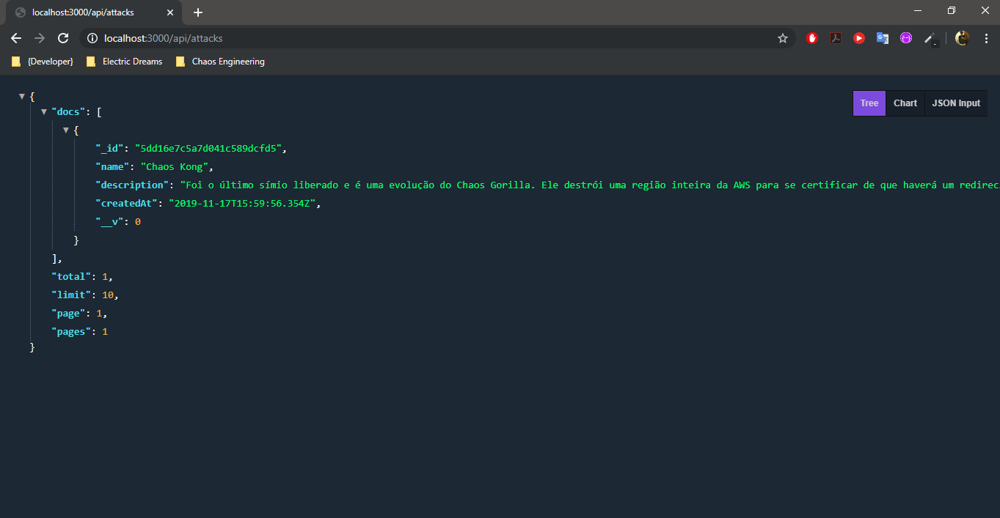 localhost:3000/api/attacks
localhost:3000/api/attacks
{Developer} Electric Dreams Chaos Engineering
Tree Chart JSON Input
{
"docs": [
{
"_id": "5dd16e7c5a7d041c589dcfd5",
"name": "Chaos Kong",
"description": "Foi o último símio liberado e é uma evolução do Chaos Gorilla. Ele destrói uma região inteira da AWS para se certificar de que haverá um redirec
"createdAt": "2019-11-17T15:59:56.354Z",
"__v": 0
}
],
"total": 1,
"limit": 10,
"page": 1,
"pages": 1
}